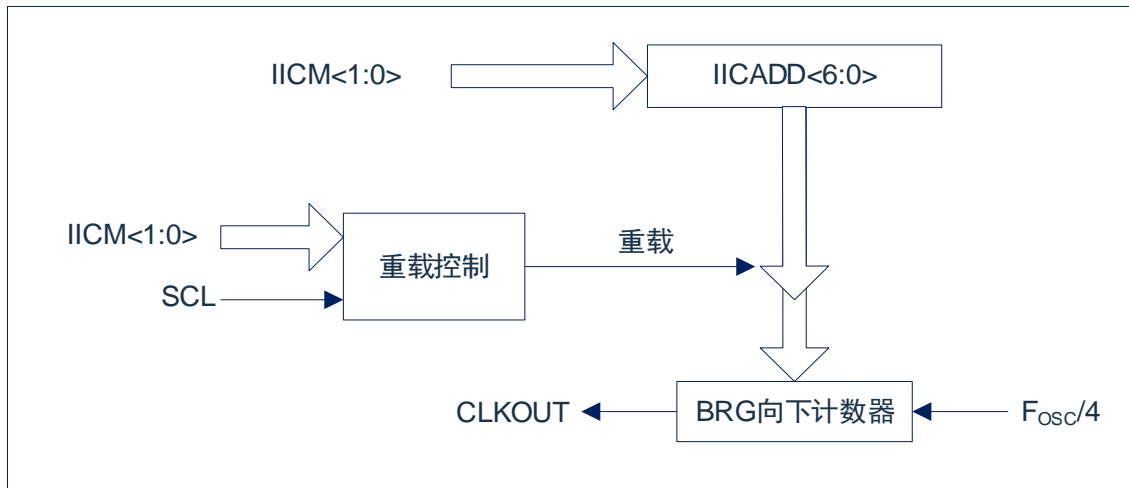 IICM<1:0>
IICADD<6:0>
IICM<1:0>
重载控制
重载
SCL
CLKOUT
BRG向下计数器
FOSC/4